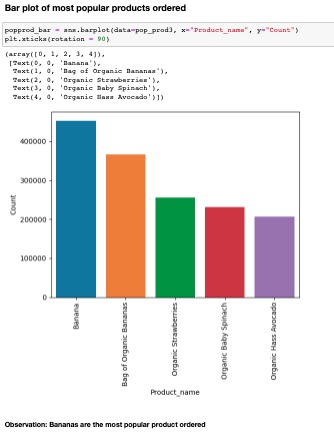 Bar plot of most popular products ordered
popprod_bar = sns.barplot(data=pop_prod3, x="Product_name", y="Count")
plt.xticks(rotation = 90)
(array([0, 1, 2, 3, 4]),
[Text(0, 0, 'Banana'),
Text(1, 0, 'Bag of Organic Bananas'),
Text(2, 0, 'Organic Strawberries'),
Text(3, 0, 'Organic Baby Spinach'),
Text(4, 0, 'Organic Hass Avocado')])
400000
300000
200000
100000
0
Count
Banana
Bag of Organic Bananas
Organic Strawberries
Organic Baby Spinach
Organic Hass Avocado
Product_name
Observation: Bananas are the most popular product ordered